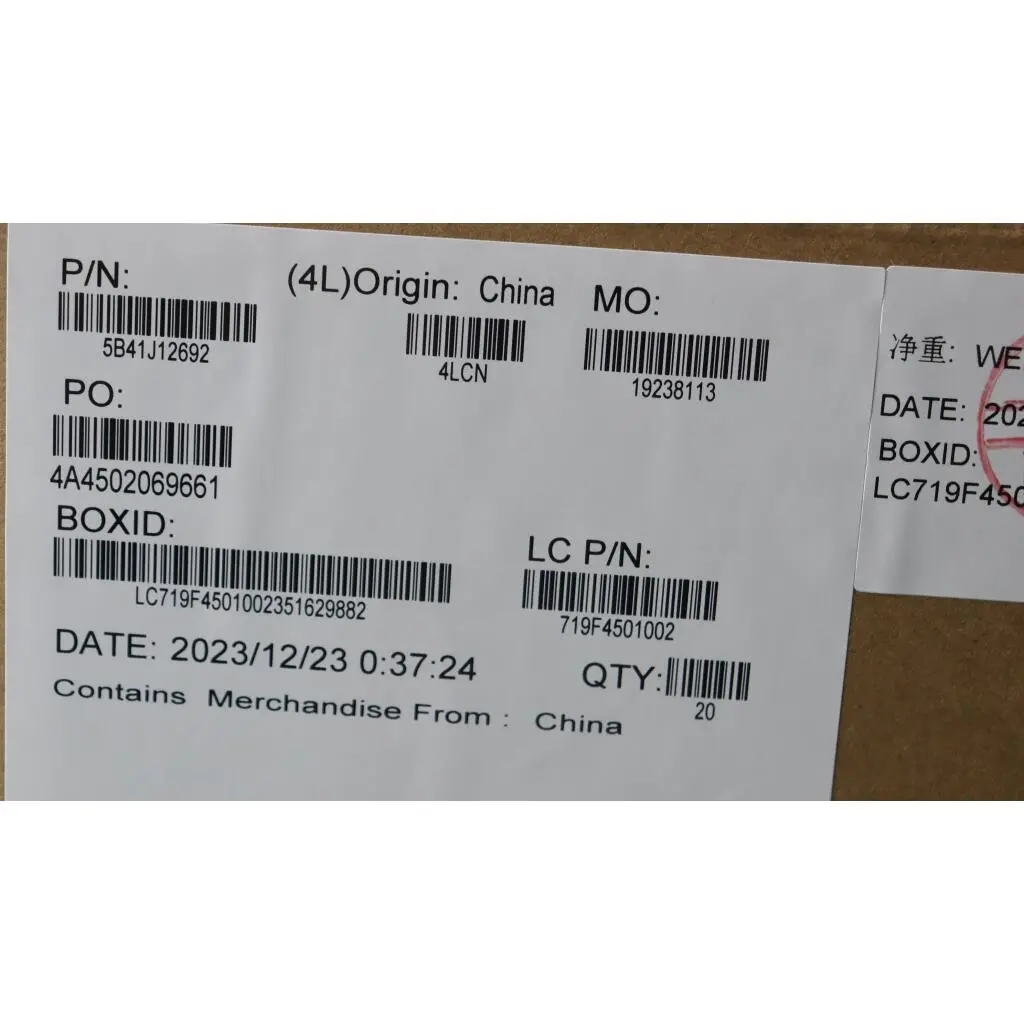 P/N:
5B41J12692
(4L)Origin: China
4LCN
MO:
19238113
PO:
4A4502069661
BOXID:
LC719F4501002351629882
LC P/N:
719F4501002
DATE: 2023/12/23 0:37:24
QTY:
20
Contains Merchandise From : China
净重: WE
DATE: 202
BOXID:
LC719F450